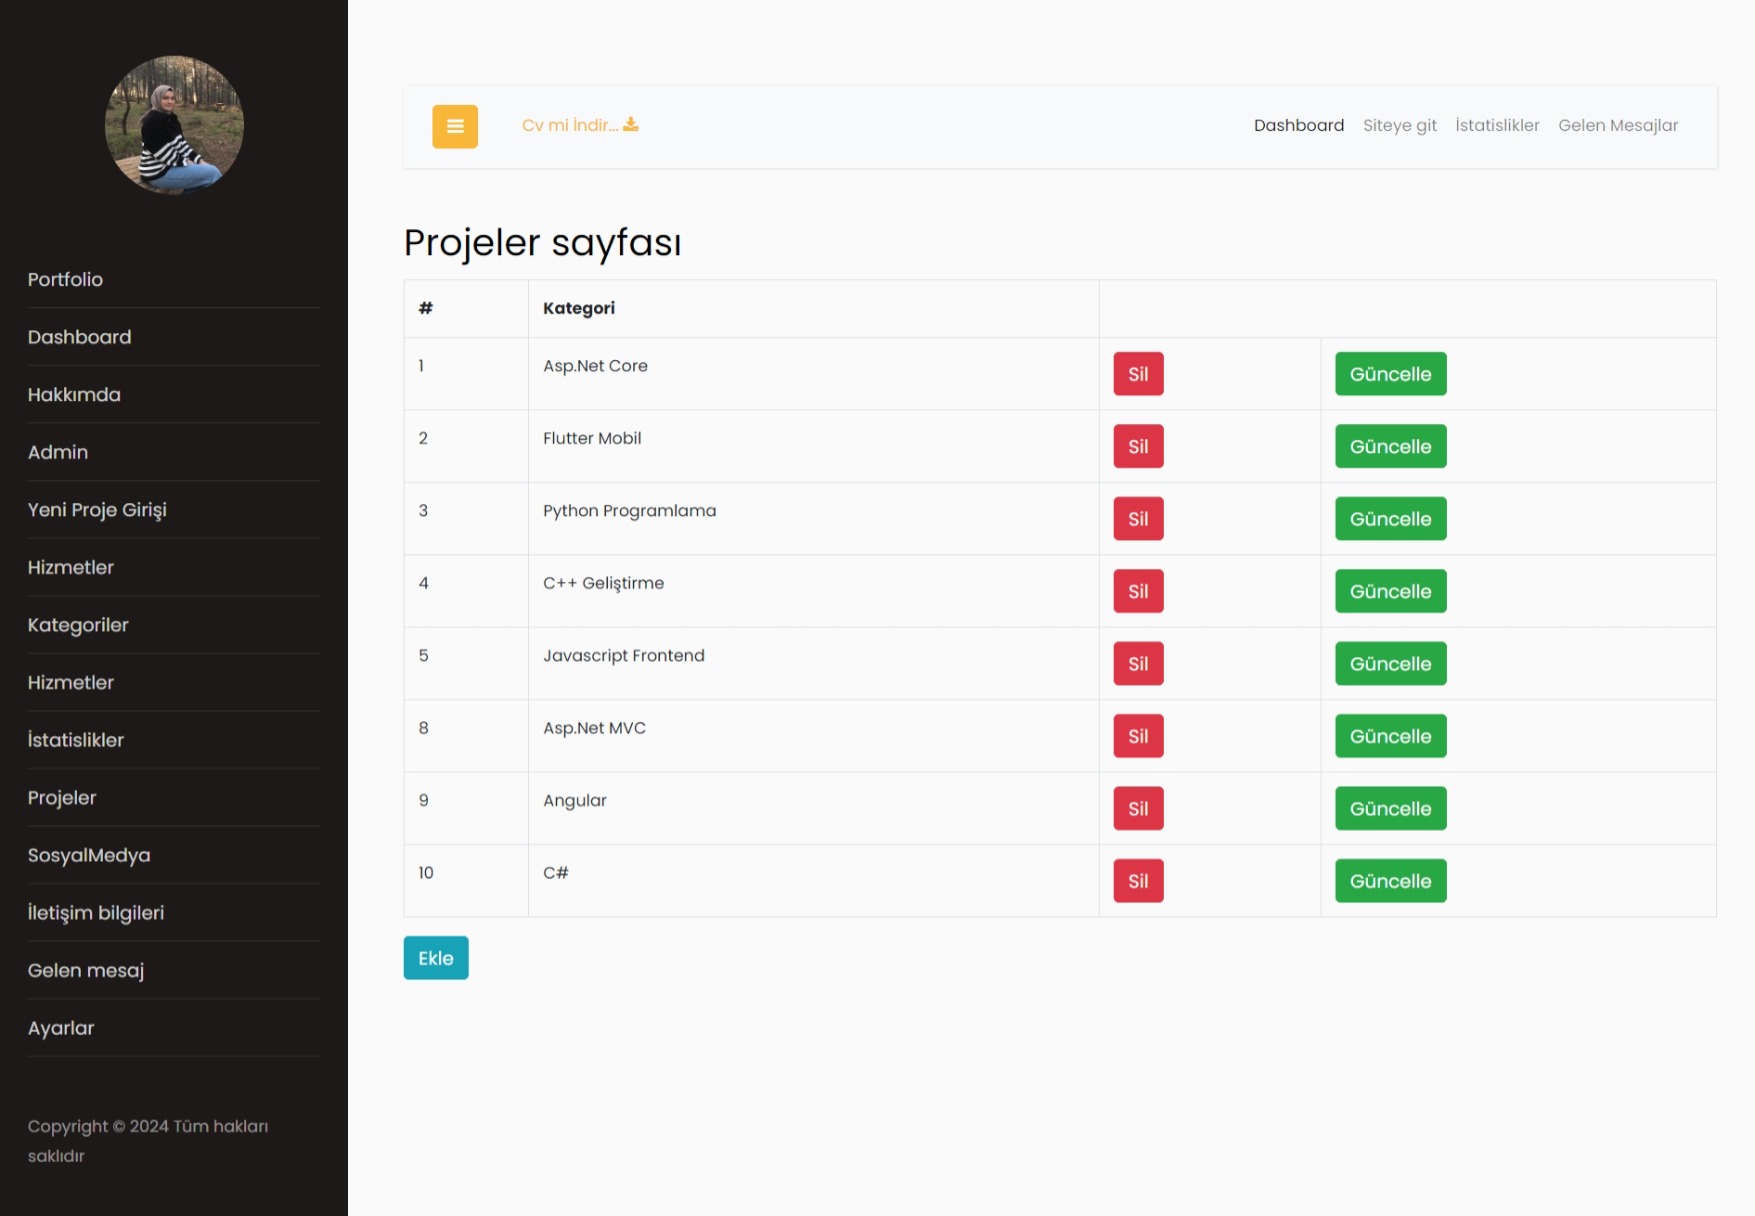 Portfolio
Dashboard
Hakkımda
Admin
Yeni Proje Girişi
Hizmetler
Kategoriler
Hizmetler
İstatislikler
Projeler
SosyalMedya
İletişim bilgileri
Gelen mesaj
Ayarlar
Copyright © 2024 Tüm hakları
saklıdır
Cv mi İndir...
Dashboard Siteye git İstatislikler Gelen Mesajlar
Projeler sayfası
# Kategori
1 Asp.Net Core Sil Güncelle
2 Flutter Mobil Sil Güncelle
3 Python Programlama Sil Güncelle
4 C++ Geliştirme Sil Güncelle
5 Javascript Frontend Sil Güncelle
8 Asp.Net MVC Sil Güncelle
9 Angular Sil Güncelle
10 C# Sil Güncelle
Ekle